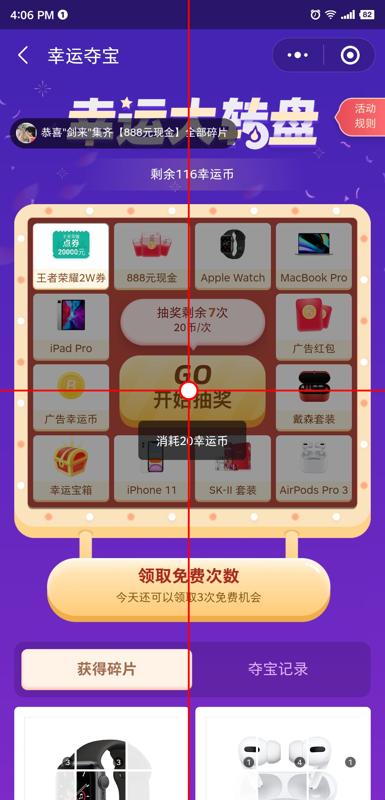 4:06 PM 1
82
幸运夺宝
幸运大转盘
活动
规则
恭喜"剑来"集齐【888元现金】全部碎片
剩余116幸运币
王者荣耀
点券
20000元
王者荣耀2W券
888元现金
Apple Watch
MacBook Pro
iPad Pro
抽奖剩余7次
20币/次
广告红包
GO
开始抽奖
B
广告幸运币
戴森套装
消耗20幸运币
幸运宝箱
iPhone 11
SK-II 套装
AirPods Pro 3
领取免费次数
今天还可以领取3次免费机会
获得碎片
夺宝记录
3
3
1
4
1